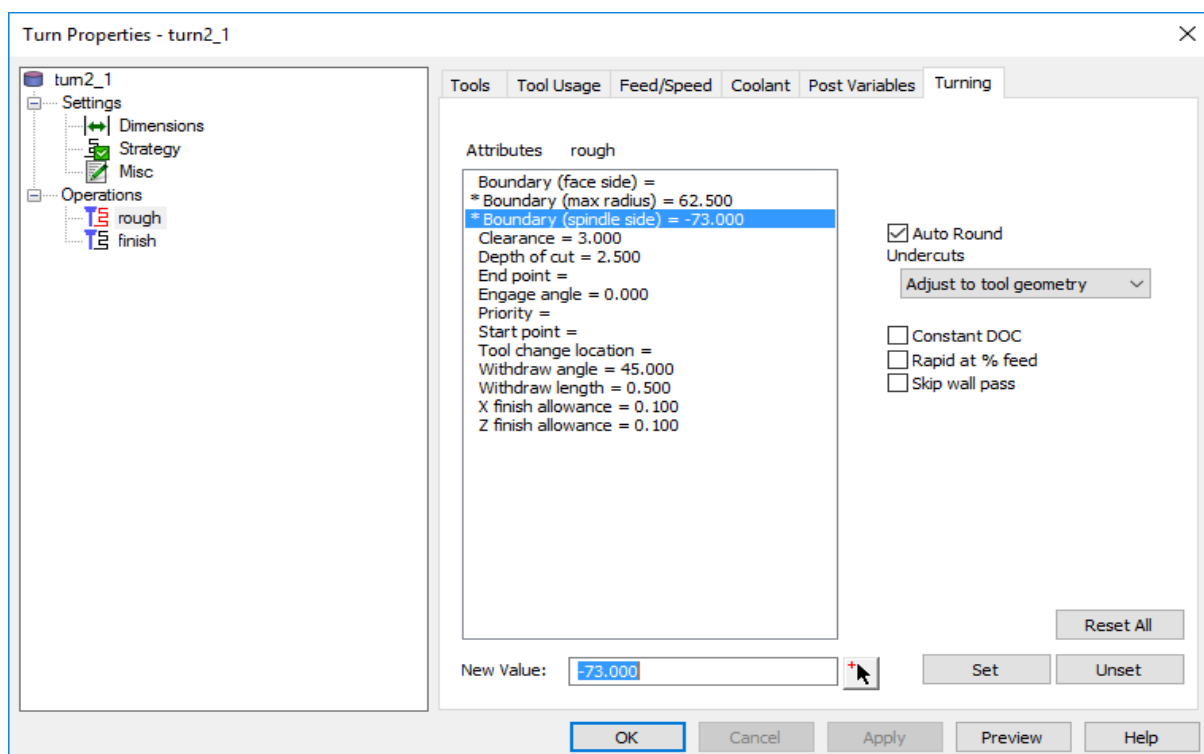 Turn Properties - turn2_1
turn2_1
Settings
Dimensions
Strategy
Misc
Operations
rough
finish
Tools
Tool Usage
Feed/Speed
Coolant
Post Variables
Turning
Attributes rough
Boundary (face side) =
* Boundary (max radius) = 62.500
* Boundary (spindle side) = -73.000
Clearance = 3.000
Depth of cut = 2.500
End point =
Engage angle = 0.000
Priority =
Start point =
Tool change location =
Withdraw angle = 45.000
Withdraw length = 0.500
X finish allowance = 0.100
Z finish allowance = 0.100
Auto Round
Undercuts
Adjust to tool geometry
Constant DOC
Rapid at % feed
Skip wall pass
Reset All
New Value: -73.000
Set
Unset
OK
Cancel
Apply
Preview
Help